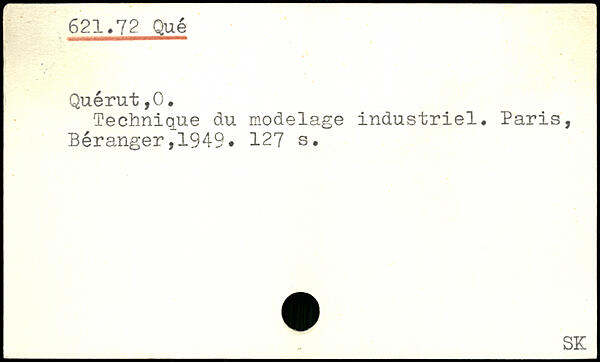 621.72 Qué
Quérut,O.
Technique du modelage industriel. Paris,
Béranger,1949. 127 s.
SK